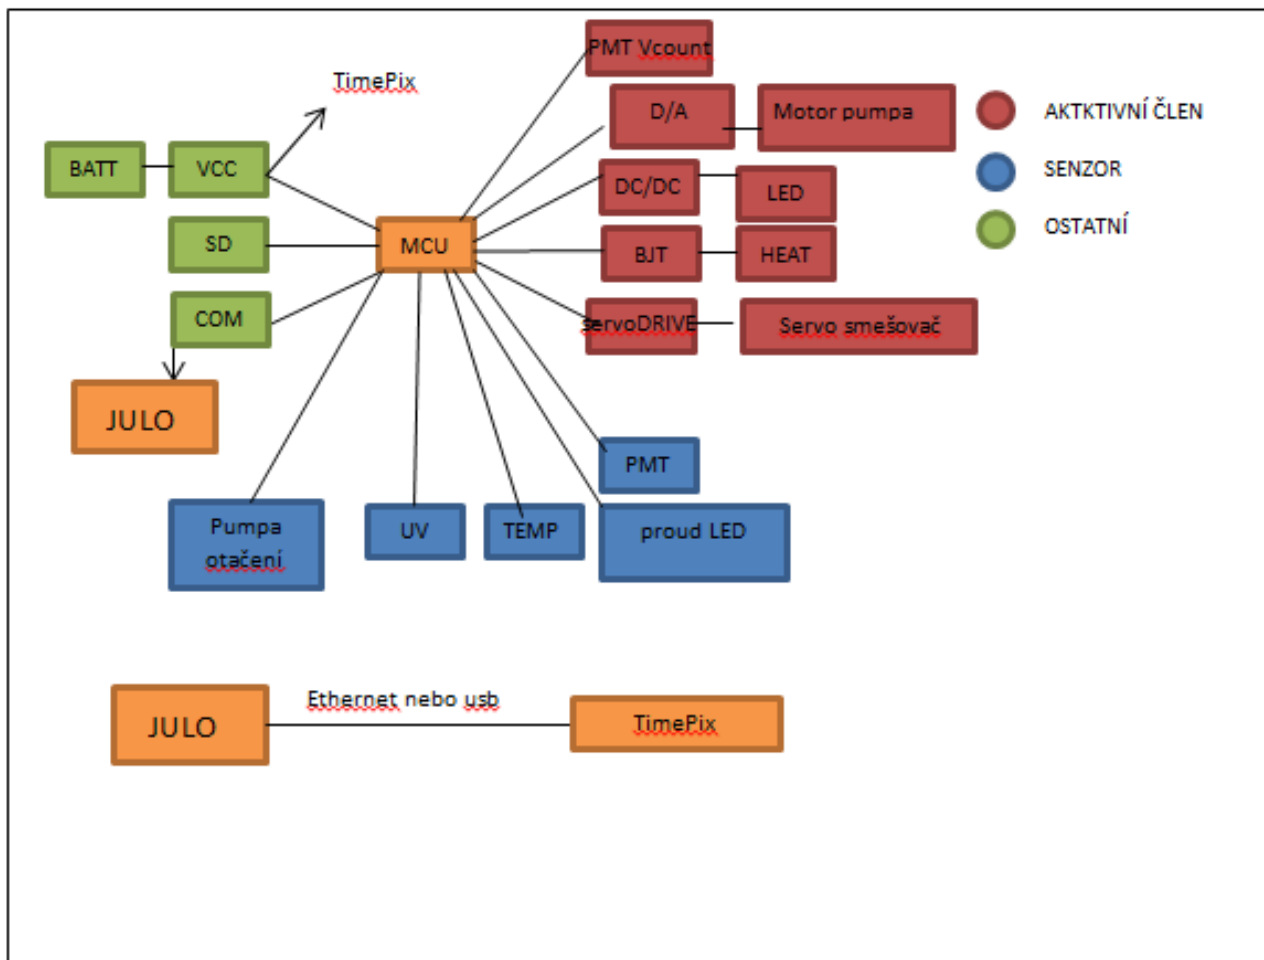 PMT Vcount
TimePix
D/A
Motor pumpa
AKTKTIVNÍ ČLEN
BATT
VCC
DC/DC
LED
SENZOR
SD
MCU
BJT
HEAT
OSTATNÍ
COM
servoDRIVE
Servo smešovač
JULO
PMT
Pumpa
otačení
UV
TEMP
proud LED
JULO
Ethernet nebo usb
TimePix